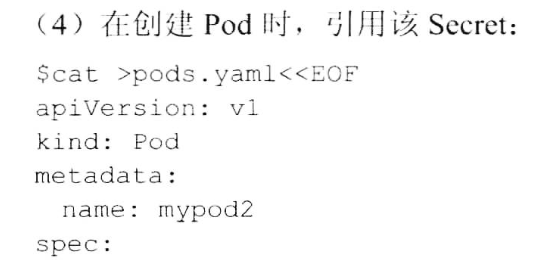 （4）在创建 Pod 时，引用该 Secret：
$cat >pods.yaml<<EOF
apiVersion: v1
kind: Pod
metadata:
  name: mypod2
spec: